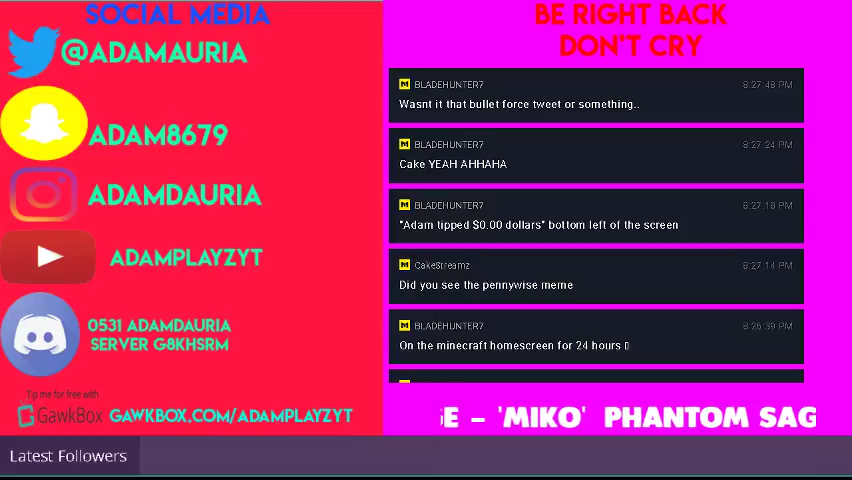 SOCIAL MEDIA
@ADAMAURIA
ADAM8679
ADAMDAURIA
ADAMPLAYZYT
0531 ADAMDAURIA
SERVER G8KHSRM
Tip me for free with
GawkBox
GAWKBOX.COM/ADAMPLAYZYT
BE RIGHT BACK
DON'T CRY
BLADEHUNTER7 8:27:48 PM
Wasnt it that bullet force tweet or something..
BLADEHUNTER7 8:27:24 PM
Cake YEAH AHHAHA
BLADEHUNTER7 8:27:18 PM
"Adam tipped $0.00 dollars" bottom left of the screen
CakeStreamz 8:27:14 PM
Did you see the pennywise meme
BLADEHUNTER7 8:26:39 PM
On the minecraft homescreen for 24 hours
SE – 'MIKO' PHANTOM SAG
Latest Followers